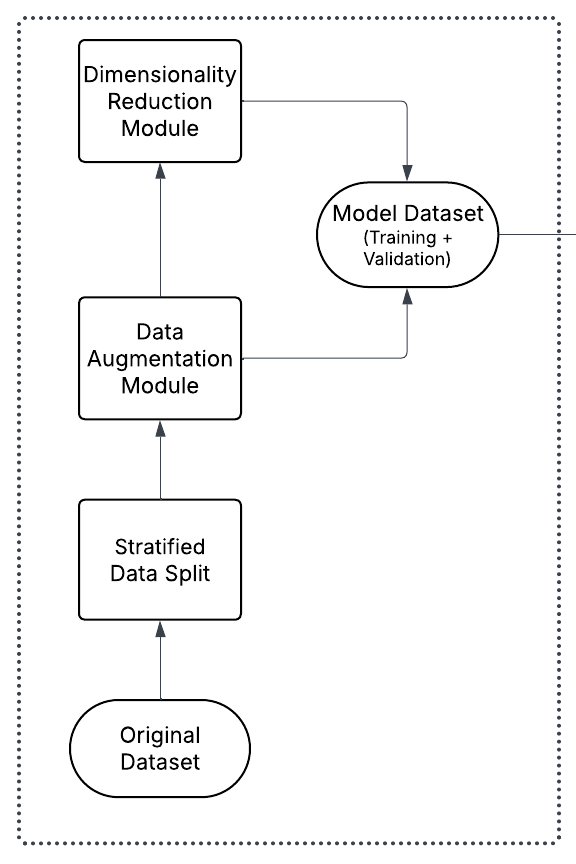 Dimensionality
Reduction
Module
Model Dataset
(Training +
Validation)
Data
Augmentation
Module
Stratified
Data Split
Original
Dataset